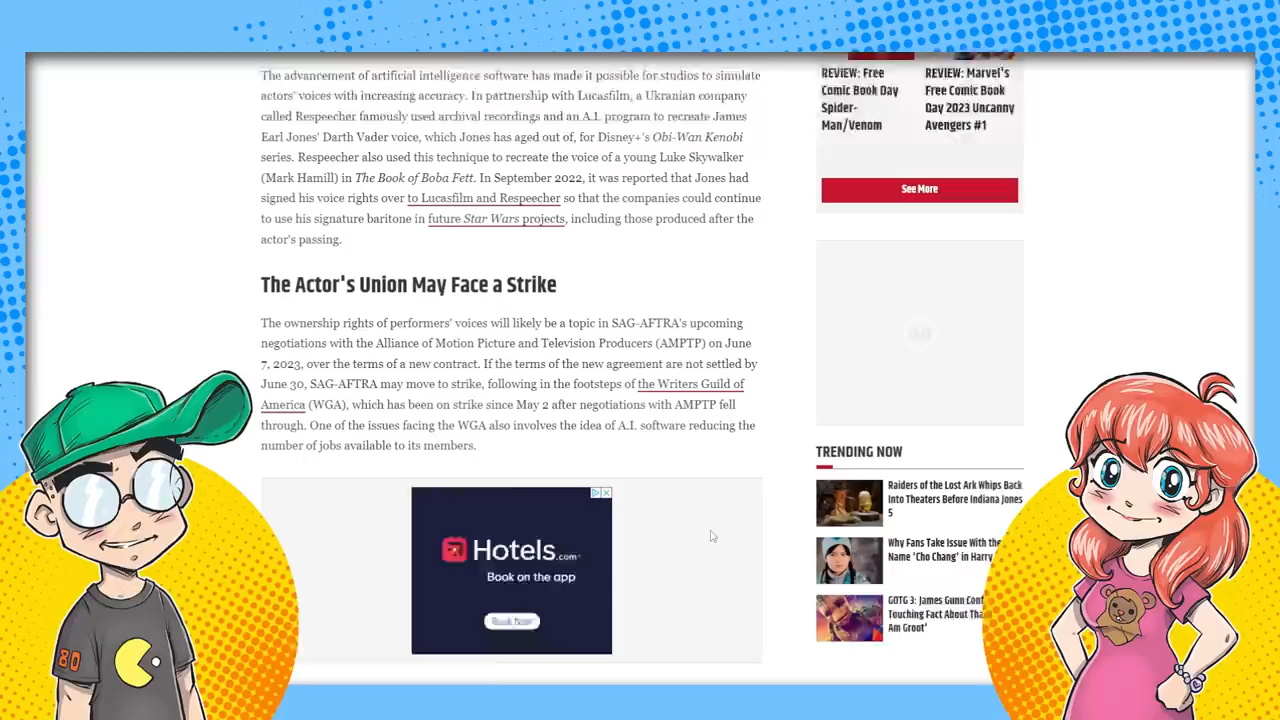 The advancement of artificial intelligence software has made it possible for studios to simulate
actors' voices with increasing accuracy. In partnership with Lucasfilm, a Ukranian company
called Respeecher famously used archival recordings and an A.I. program to recreate James
Earl Jones' Darth Vader voice, which Jones has aged out of, for Disney+'s Obi-Wan Kenobi
series. Respeecher also used this technique to recreate the voice of a young Luke Skywalker
(Mark Hamill) in The Book of Boba Fett. In September 2022, it was reported that Jones had
signed his voice rights over to Lucasfilm and Respeecher so that the companies could continue
to use his signature baritone in future Star Wars projects, including those produced after the
actor's passing.
The Actor's Union May Face a Strike
The ownership rights of performers' voices will likely be a topic in SAG-AFTRA's upcoming
negotiations with the Alliance of Motion Picture and Television Producers (AMPTP) on June
7, 2023, over the terms of a new contract. If the terms of the new agreement are not settled by
June 30, SAG-AFTRA may move to strike, following in the footsteps of the Writers Guild of
America (WGA), which has been on strike since May 2 after negotiations with AMPTP fell
through. One of the issues facing the WGA also involves the idea of A.I. software reducing the
number of jobs available to its members.
Hotels.com
Book on the app
Book Now
REVIEW: Free
Comic Book Day
Spider-
Man/Venom
REVIEW: Marvel's
Free Comic Book
Day 2023 Uncanny
Avengers #1
See More
Ad
TRENDING NOW
Raiders of the Lost Ark Whips Back
Into Theaters Before Indiana Jones
5
Why Fans Take Issue With the
Name 'Cho Chang' in Harry
GOTG 3: James Gunn
Touching Fact About
Am Groot'
80